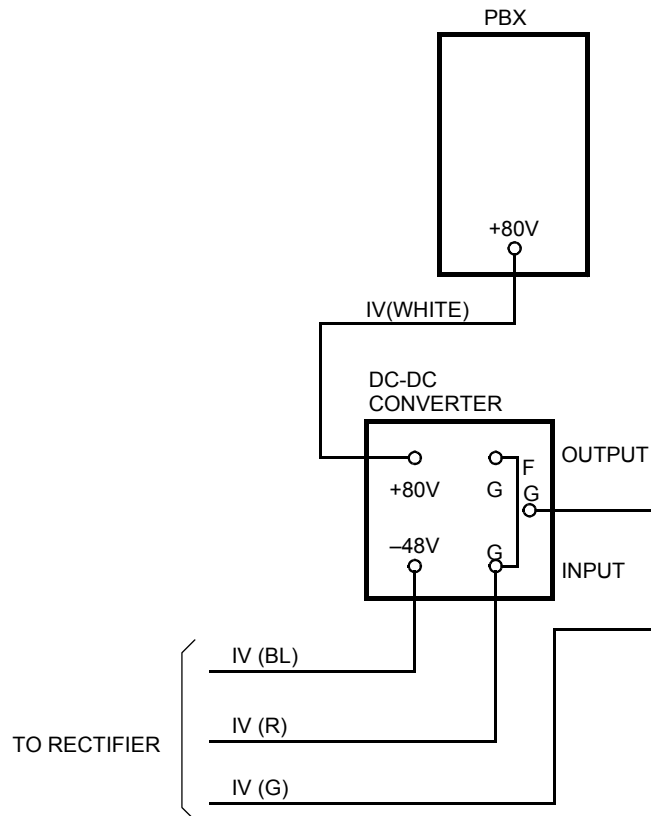 PBX
+80V
IV(WHITE)
DC-DC
CONVERTER
OUTPUT
F
+80V
G
G
–48V
G
INPUT
IV (BL)
IV (R)
TO RECTIFIER
IV (G)